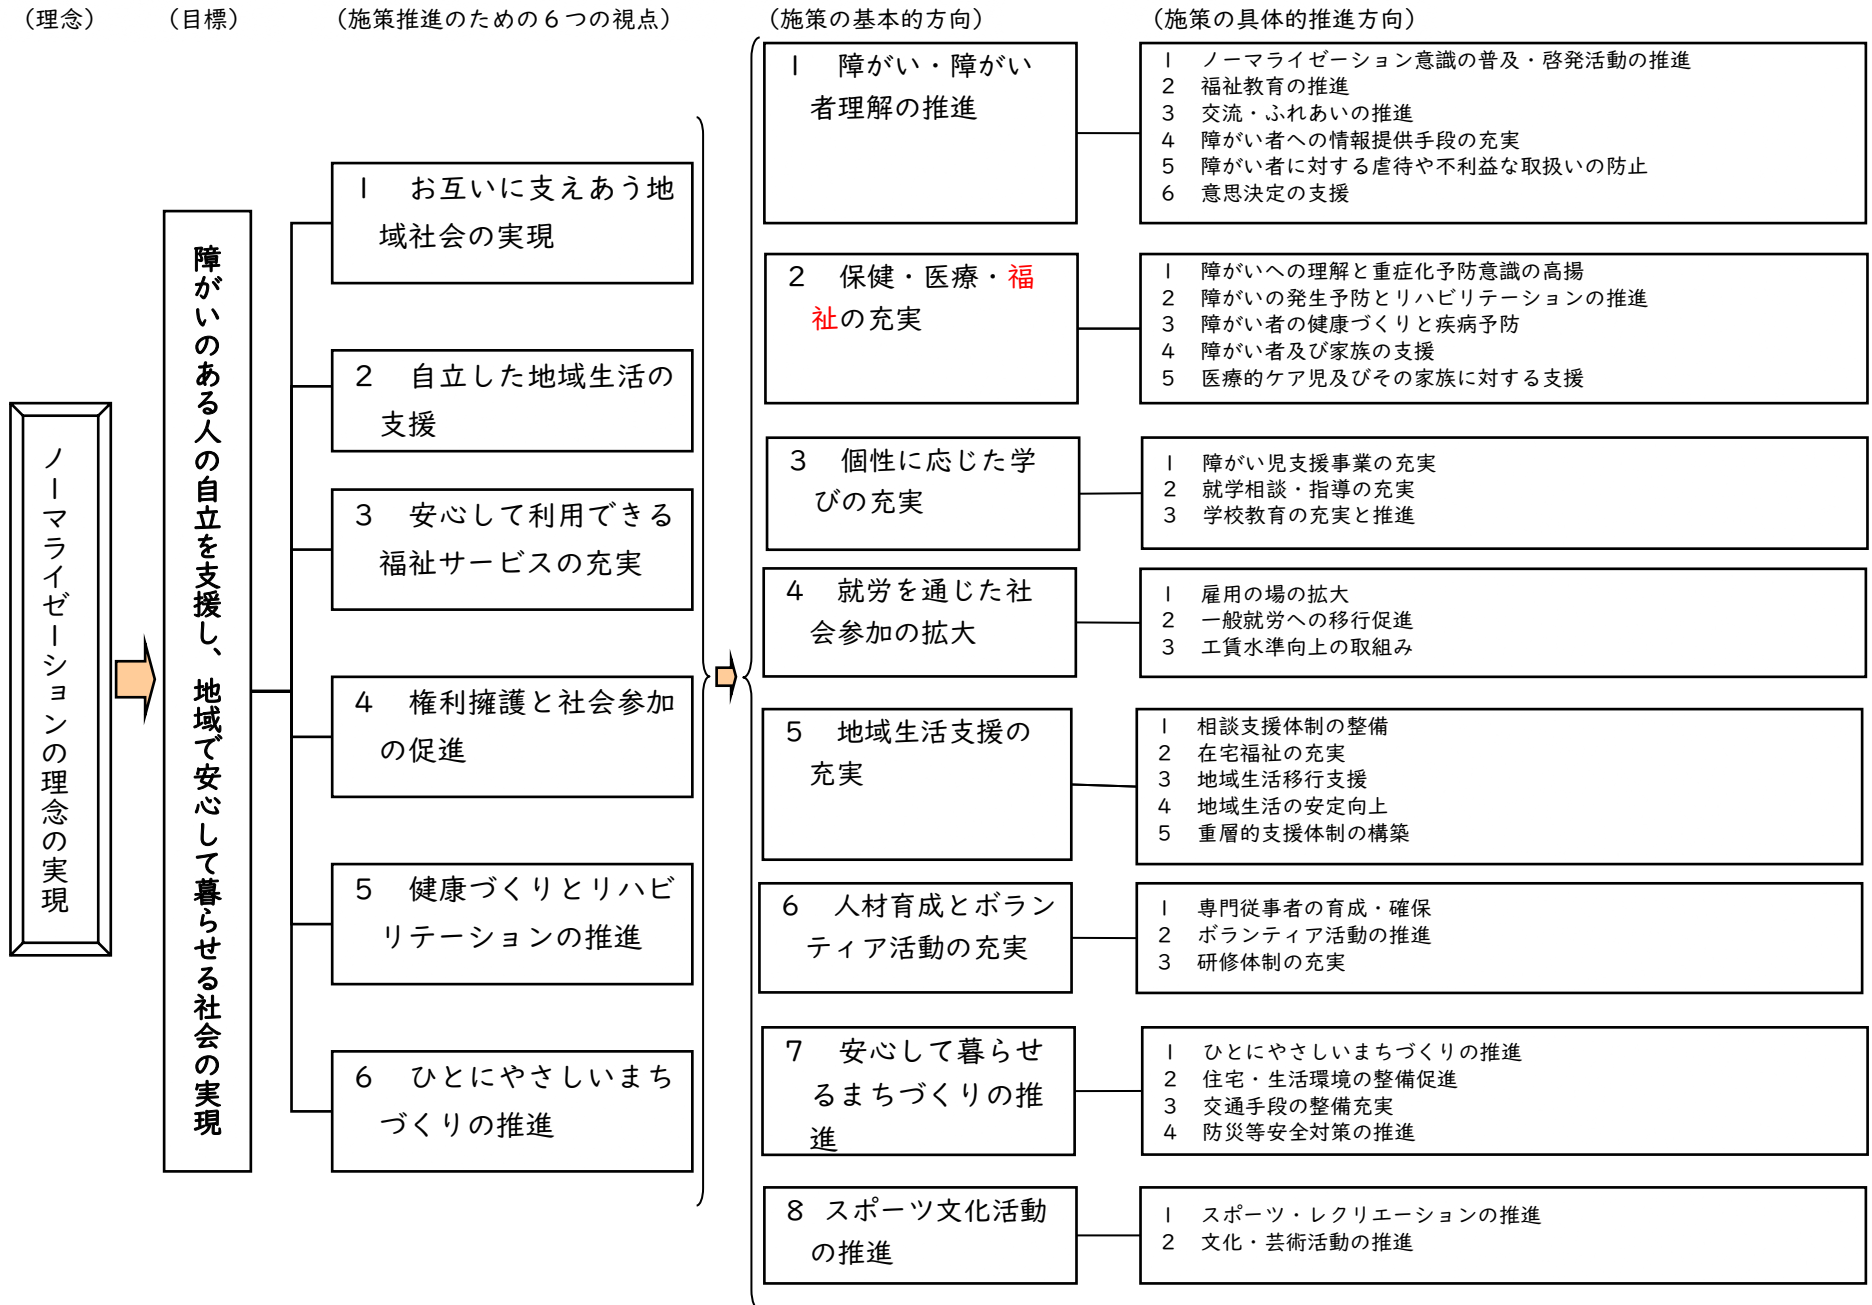 （理念）
（目標）
（施策推進のための６つの視点）
（施策の基本的方向）
（施策の具体的推進方向）
ノーマライゼーションの理念の実現
障がいのある人の自立を支援し、地域で安心して暮らせる社会の実現
１　お互いに支えあう地
域社会の実現
２　自立した地域生活の
支援
３　安心して利用できる
福祉サービスの充実
４　権利擁護と社会参加
の促進
５　健康づくりとリハビ
リテーションの推進
６　ひとにやさしいまち
づくりの推進
１　障がい・障がい
者理解の推進
１　ノーマライゼーション意識の普及・啓発活動の推進
２　福祉教育の推進
３　交流・ふれあいの推進
４　障がい者への情報提供手段の充実
５　障がい者に対する虐待や不利益な取扱いの防止
６　意思決定の支援
２　保健・医療・福
祉の充実
１　障がいへの理解と重症化予防意識の高揚
２　障がいの発生予防とリハビリテーションの推進
３　障がい者の健康づくりと疾病予防
４　障がい者及び家族の支援
５　医療的ケア児及びその家族に対する支援
３　個性に応じた学
びの充実
１　障がい児支援事業の充実
２　就学相談・指導の充実
３　学校教育の充実と推進
４　就労を通じた社
会参加の拡大
１　雇用の場の拡大
２　一般就労への移行促進
３　工賃水準向上の取組み
５　地域生活支援の
充実
１　相談支援体制の整備
２　在宅福祉の充実
３　地域生活移行支援
４　地域生活の安定向上
５　重層的支援体制の構築
６　人材育成とボラン
ティア活動の充実
１　専門従事者の育成・確保
２　ボランティア活動の推進
３　研修体制の充実
７　安心して暮らせ
るまちづくりの推
進
１　ひとにやさしいまちづくりの推進
２　住宅・生活環境の整備促進
３　交通手段の整備充実
４　防災等安全対策の推進
８ スポーツ文化活動
の推進
１　スポーツ・レクリエーションの推進
２　文化・芸術活動の推進